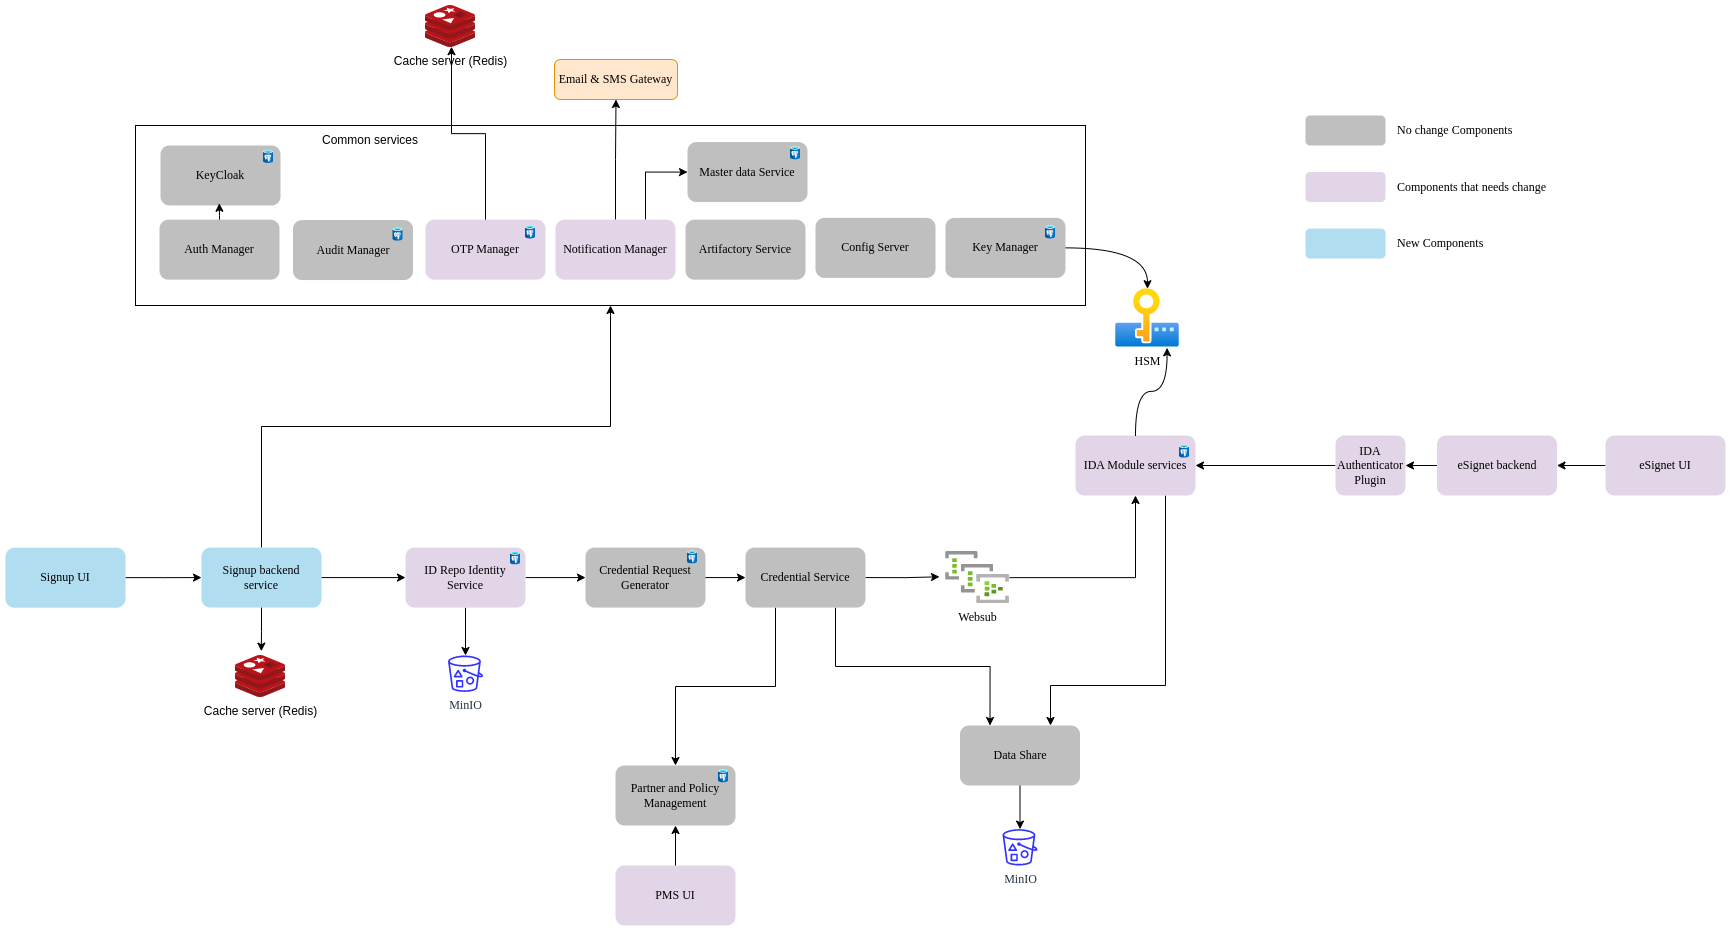 Cache server (Redis)
Email & SMS Gateway
Common services
KeyCloak
Master data Service
Auth Manager
Audit Manager
OTP Manager
Notification Manager
Artifactory Service
Config Server
Key Manager
No change Components
Components that needs change
New Components
HSM
IDA Module services
IDA
Authenticator
Plugin
eSignet backend
eSignet UI
Signup UI
Signup backend
service
ID Repo Identity
Service
Credential Request
Generator
Credential Service
Websub
Cache server (Redis)
MinIO
Partner and Policy
Management
Data Share
MinIO
PMS UI